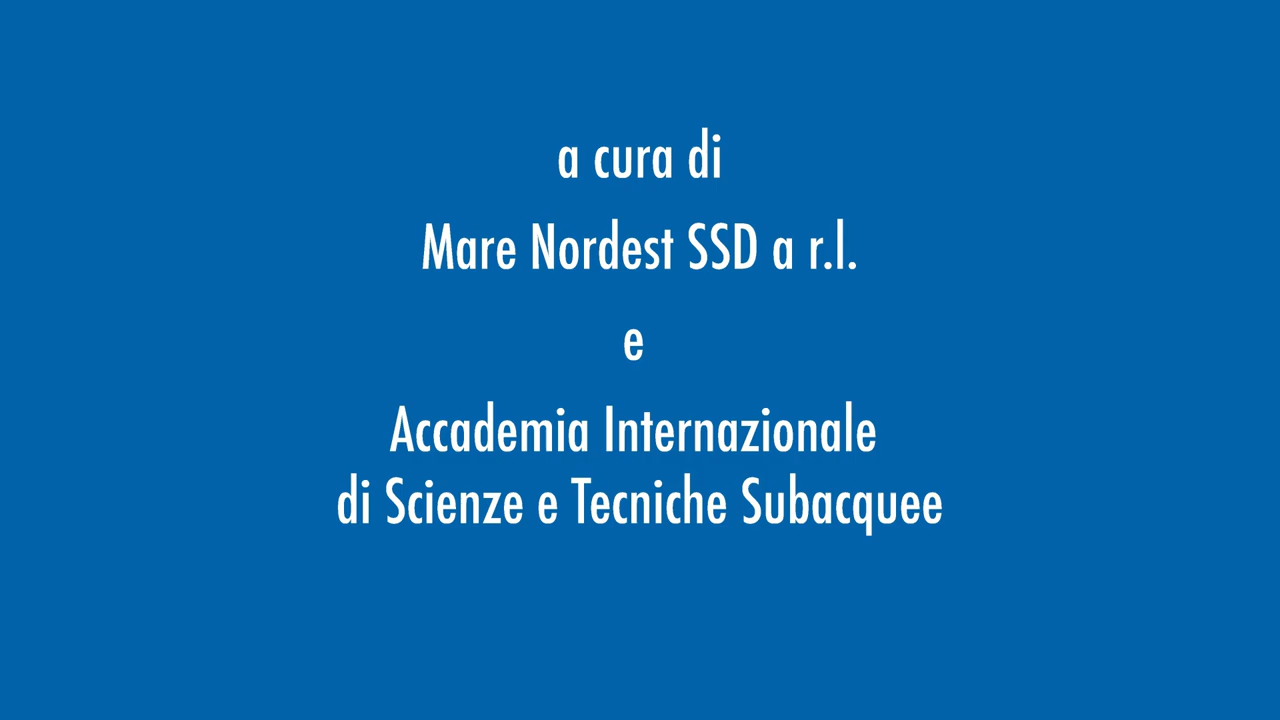 a cura di
Mare Nordest SSD a r.l.
e
Accademia Internazionale
di Scienze e Tecniche Subacquee